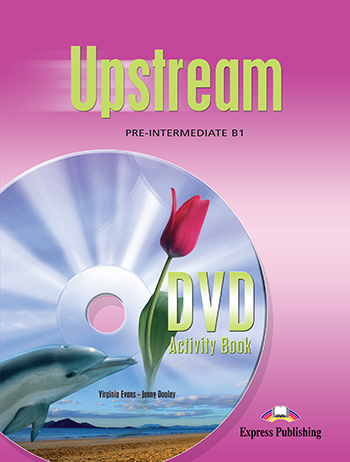 Upstream
PRE-INTERMEDIATE B1
DVD
Activity Book
Virginia Evans - Jenny Dooley
Express Publishing